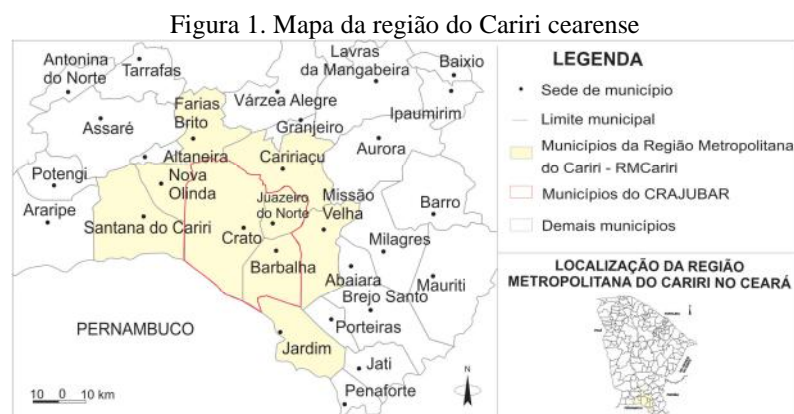 Figura 1. Mapa da região do Cariri cearense
Antonina
do Norte
Tarrafas
Lavras
da Mangabeira
Baixio
Farias
Brito
Várzea Alegre
Ipaumirim
Assaré
Granjeiro
Aurora
Altaneira
Caririaçu
Potengi
Nova
Olinda
Juazeiro
do Norte
Missão
Velha
Barro
Araripe
Santana do Cariri
Crato
Milagres
Barbalha
Abaiara
Mauriti
Brejo Santo
PERNAMBUCO
Porteiras
Jardim
Jati
Penaforte
10 0 10 km
N
LEGENDA
Sede de município
Limite municipal
Municípios da Região Metropolitana
do Cariri - RMCariri
Municípios do CRAJUBAR
Demais municípios
LOCALIZAÇÃO DA REGIÃO
METROPOLITANA DO CARIRI NO CEARÁ